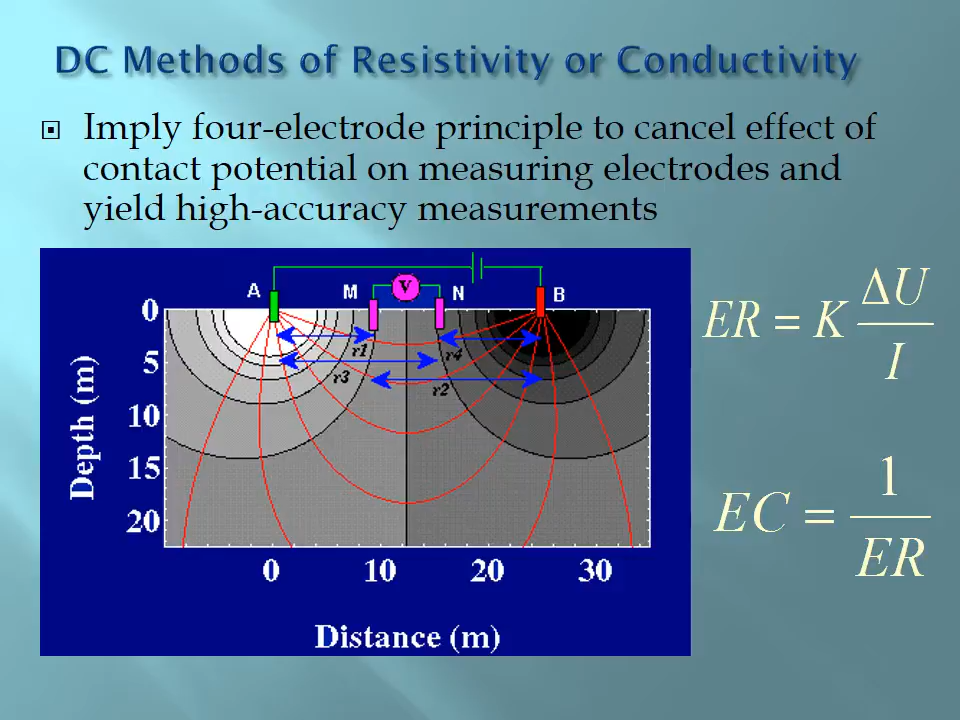 DC Methods of Resistivity or Conductivity
Imply four-electrode principle to cancel effect of
contact potential on measuring electrodes and
yield high-accuracy measurements
A M V N B
0
5
10
15
20
r1 r4
r3 r2
Depth (m)
0 10 20 30
Distance (m)
ER = K ΔU / I
EC = 1 / ER